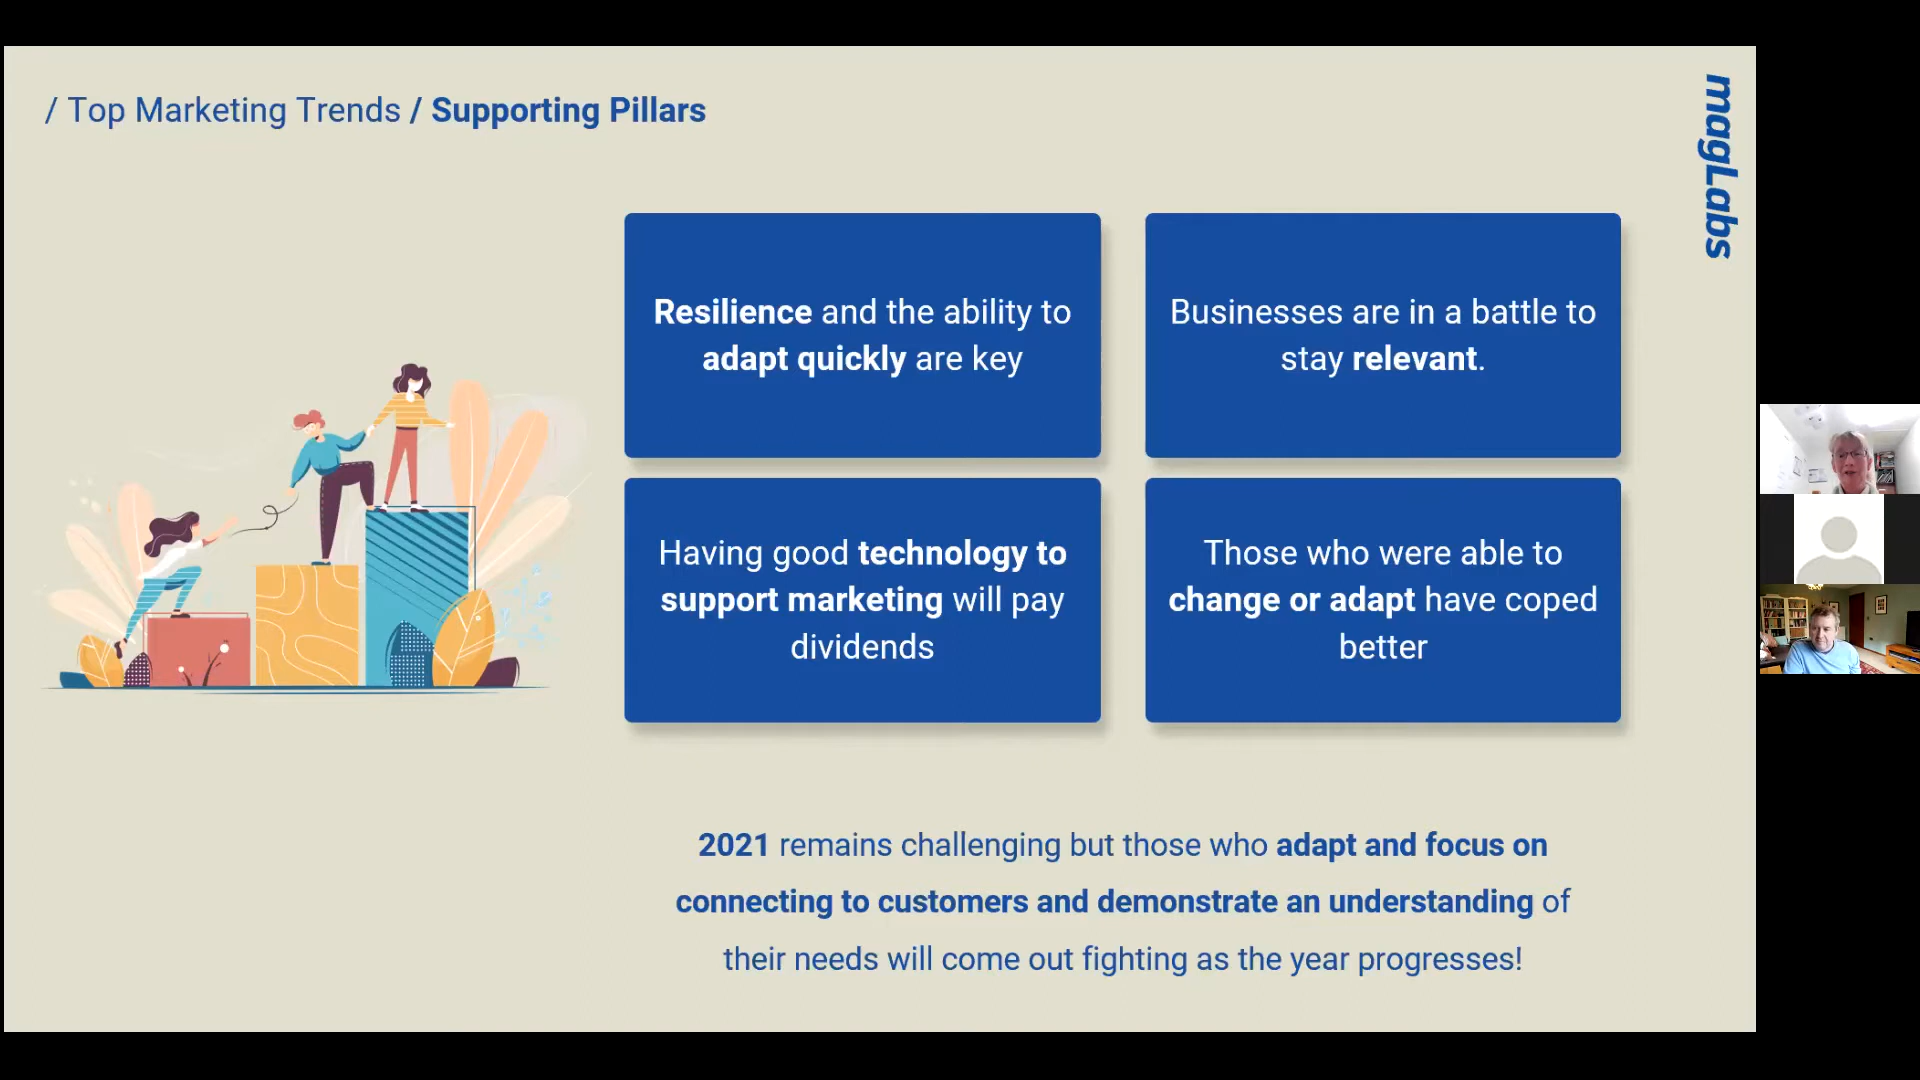 / Top Marketing Trends / Supporting Pillars
magLabs
Resilience and the ability to
adapt quickly are key
Businesses are in a battle to
stay relevant.
Having good technology to
support marketing will pay
dividends
Those who were able to
change or adapt have coped
better
2021 remains challenging but those who adapt and focus on
connecting to customers and demonstrate an understanding of
their needs will come out fighting as the year progresses!